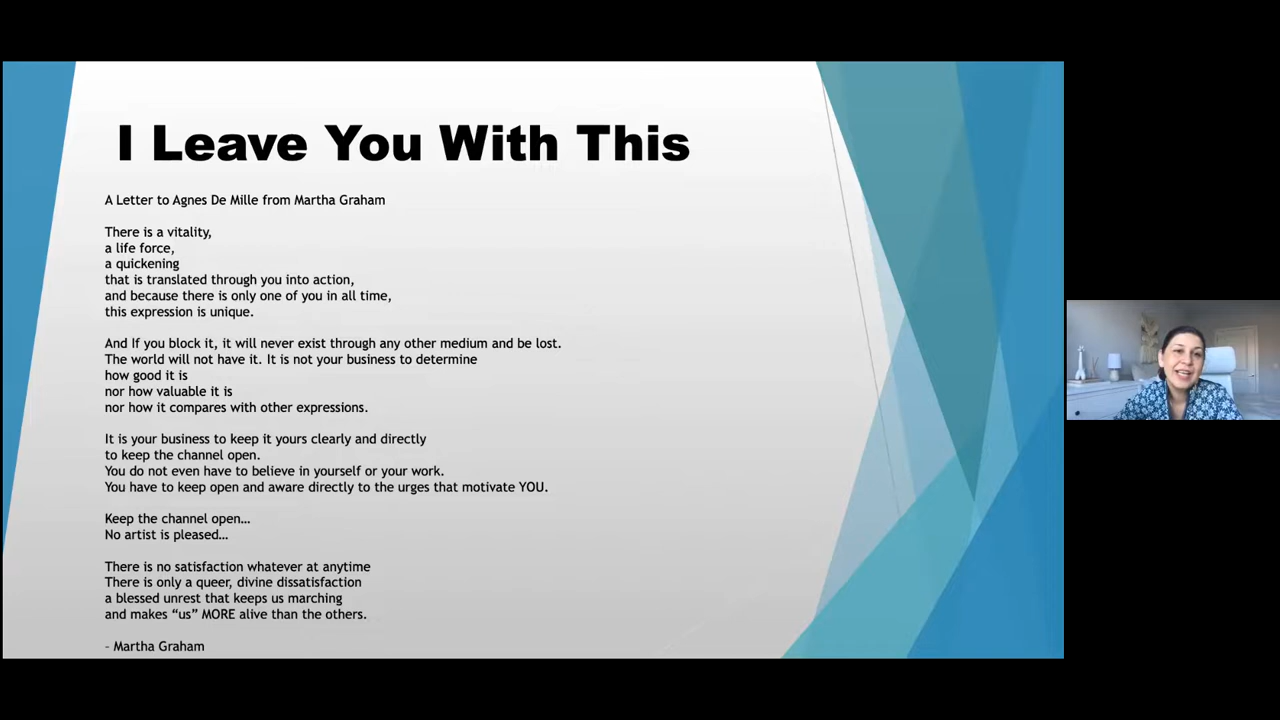 I Leave You With This
A Letter to Agnes De Mille from Martha Graham
There is a vitality,
a life force,
a quickening
that is translated through you into action,
and because there is only one of you in all time,
this expression is unique.
And If you block it, it will never exist through any other medium and be lost.
The world will not have it. It is not your business to determine
how good it is
nor how valuable it is
nor how it compares with other expressions.
It is your business to keep it yours clearly and directly
to keep the channel open.
You do not even have to believe in yourself or your work.
You have to keep open and aware directly to the urges that motivate YOU.
Keep the channel open…
No artist is pleased…
There is no satisfaction whatever at anytime
There is only a queer, divine dissatisfaction
a blessed unrest that keeps us marching
and makes “us” MORE alive than the others.
– Martha Graham